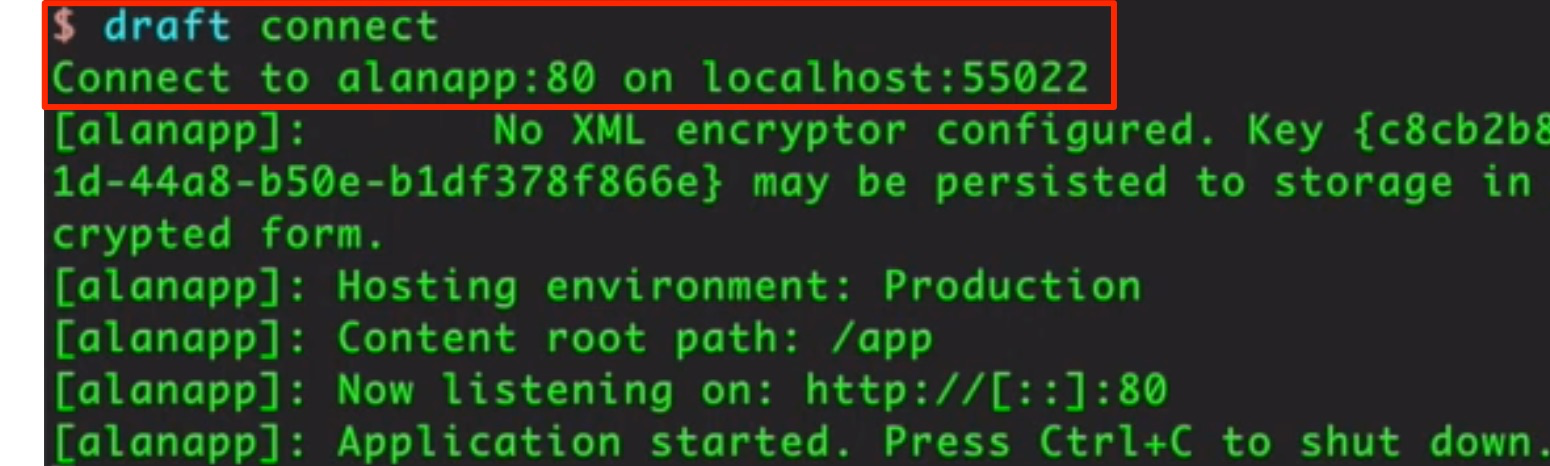 $ draft connect
Connect to alanapp:80 on localhost:55022
[alanapp]:       No XML encryptor configured. Key {c8cb2b8
1d-44a8-b50e-b1df378f866e} may be persisted to storage in
crypted form.
[alanapp]: Hosting environment: Production
[alanapp]: Content root path: /app
[alanapp]: Now listening on: http://[::]:80
[alanapp]: Application started. Press Ctrl+C to shut down.